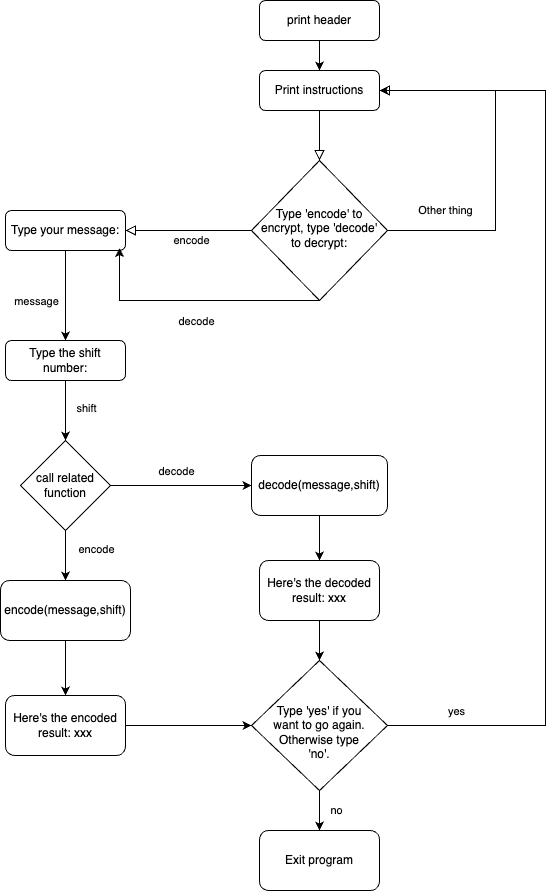 print header
Print instructions
Type 'encode' to
encrypt, type 'decode'
to decrypt:
Other thing
Type your message:
encode
decode
message
Type the shift
number:
shift
call related
function
decode
decode(message,shift)
encode
encode(message,shift)
Here's the decoded
result: xxx
Here's the encoded
result: xxx
Type 'yes' if you
want to go again.
Otherwise type
'no'.
yes
no
Exit program